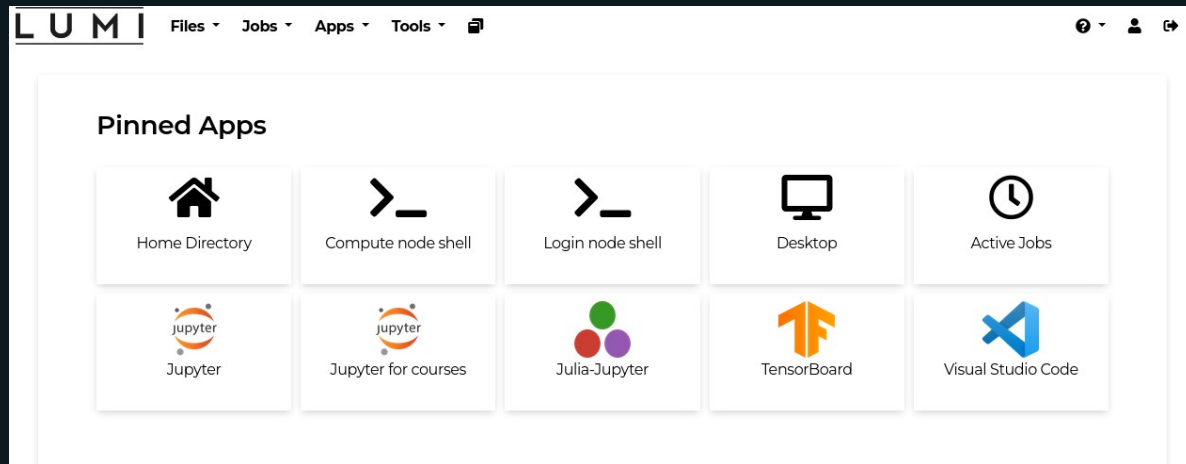 LUMI Files Jobs Apps Tools
Pinned Apps
Home Directory Compute node shell Login node shell Desktop Active Jobs
jupyter jupyter
Jupyter Jupyter for courses Julia-Jupyter TensorBoard Visual Studio Code